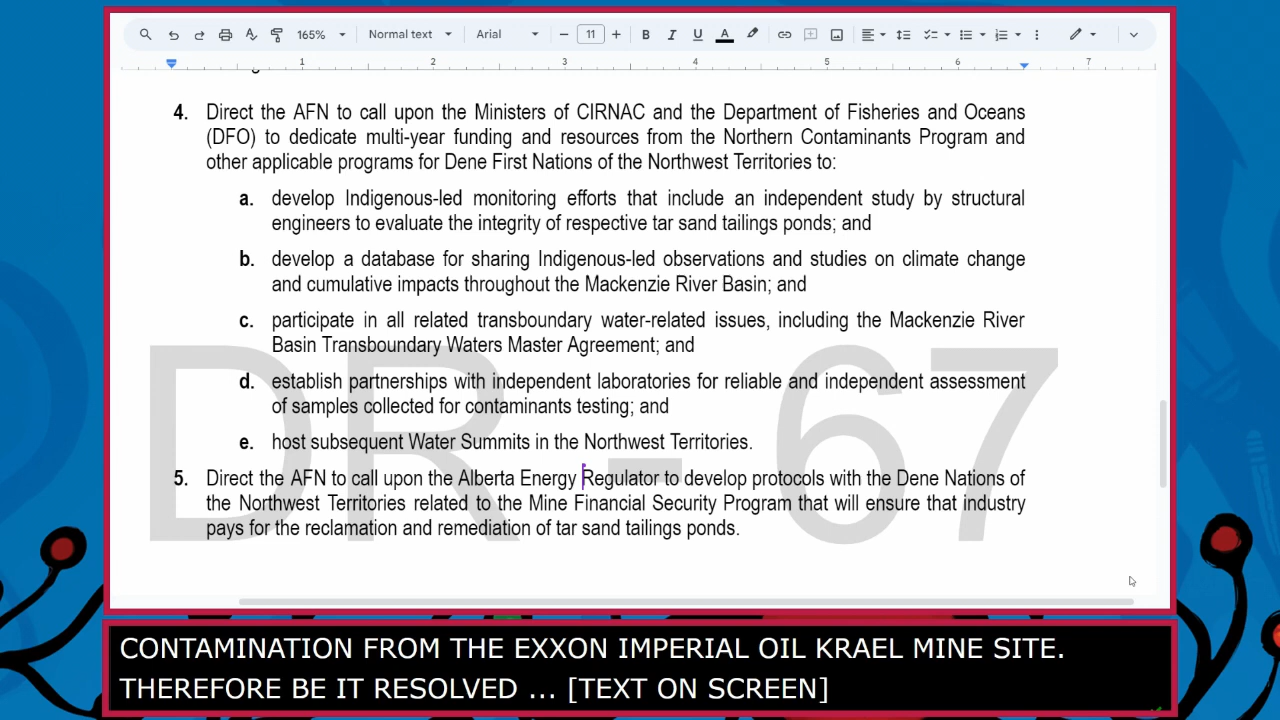 165% Normal text Arial 11 B I U A
1 2 3 4 5 6 7
4. Direct the AFN to call upon the Ministers of CIRNAC and the Department of Fisheries and Oceans
(DFO) to dedicate multi-year funding and resources from the Northern Contaminants Program and
other applicable programs for Dene First Nations of the Northwest Territories to:
a. develop Indigenous-led monitoring efforts that include an independent study by structural
engineers to evaluate the integrity of respective tar sand tailings ponds; and
b. develop a database for sharing Indigenous-led observations and studies on climate change
and cumulative impacts throughout the Mackenzie River Basin; and
c. participate in all related transboundary water-related issues, including the Mackenzie River
Basin Transboundary Waters Master Agreement; and
d. establish partnerships with independent laboratories for reliable and independent assessment
of samples collected for contaminants testing; and
e. host subsequent Water Summits in the Northwest Territories.
5. Direct the AFN to call upon the Alberta Energy Regulator to develop protocols with the Dene Nations of
the Northwest Territories related to the Mine Financial Security Program that will ensure that industry
pays for the reclamation and remediation of tar sand tailings ponds.
DR - 67
CONTAMINATION FROM THE EXXON IMPERIAL OIL KRAEL MINE SITE.
THEREFORE BE IT RESOLVED ... [TEXT ON SCREEN]